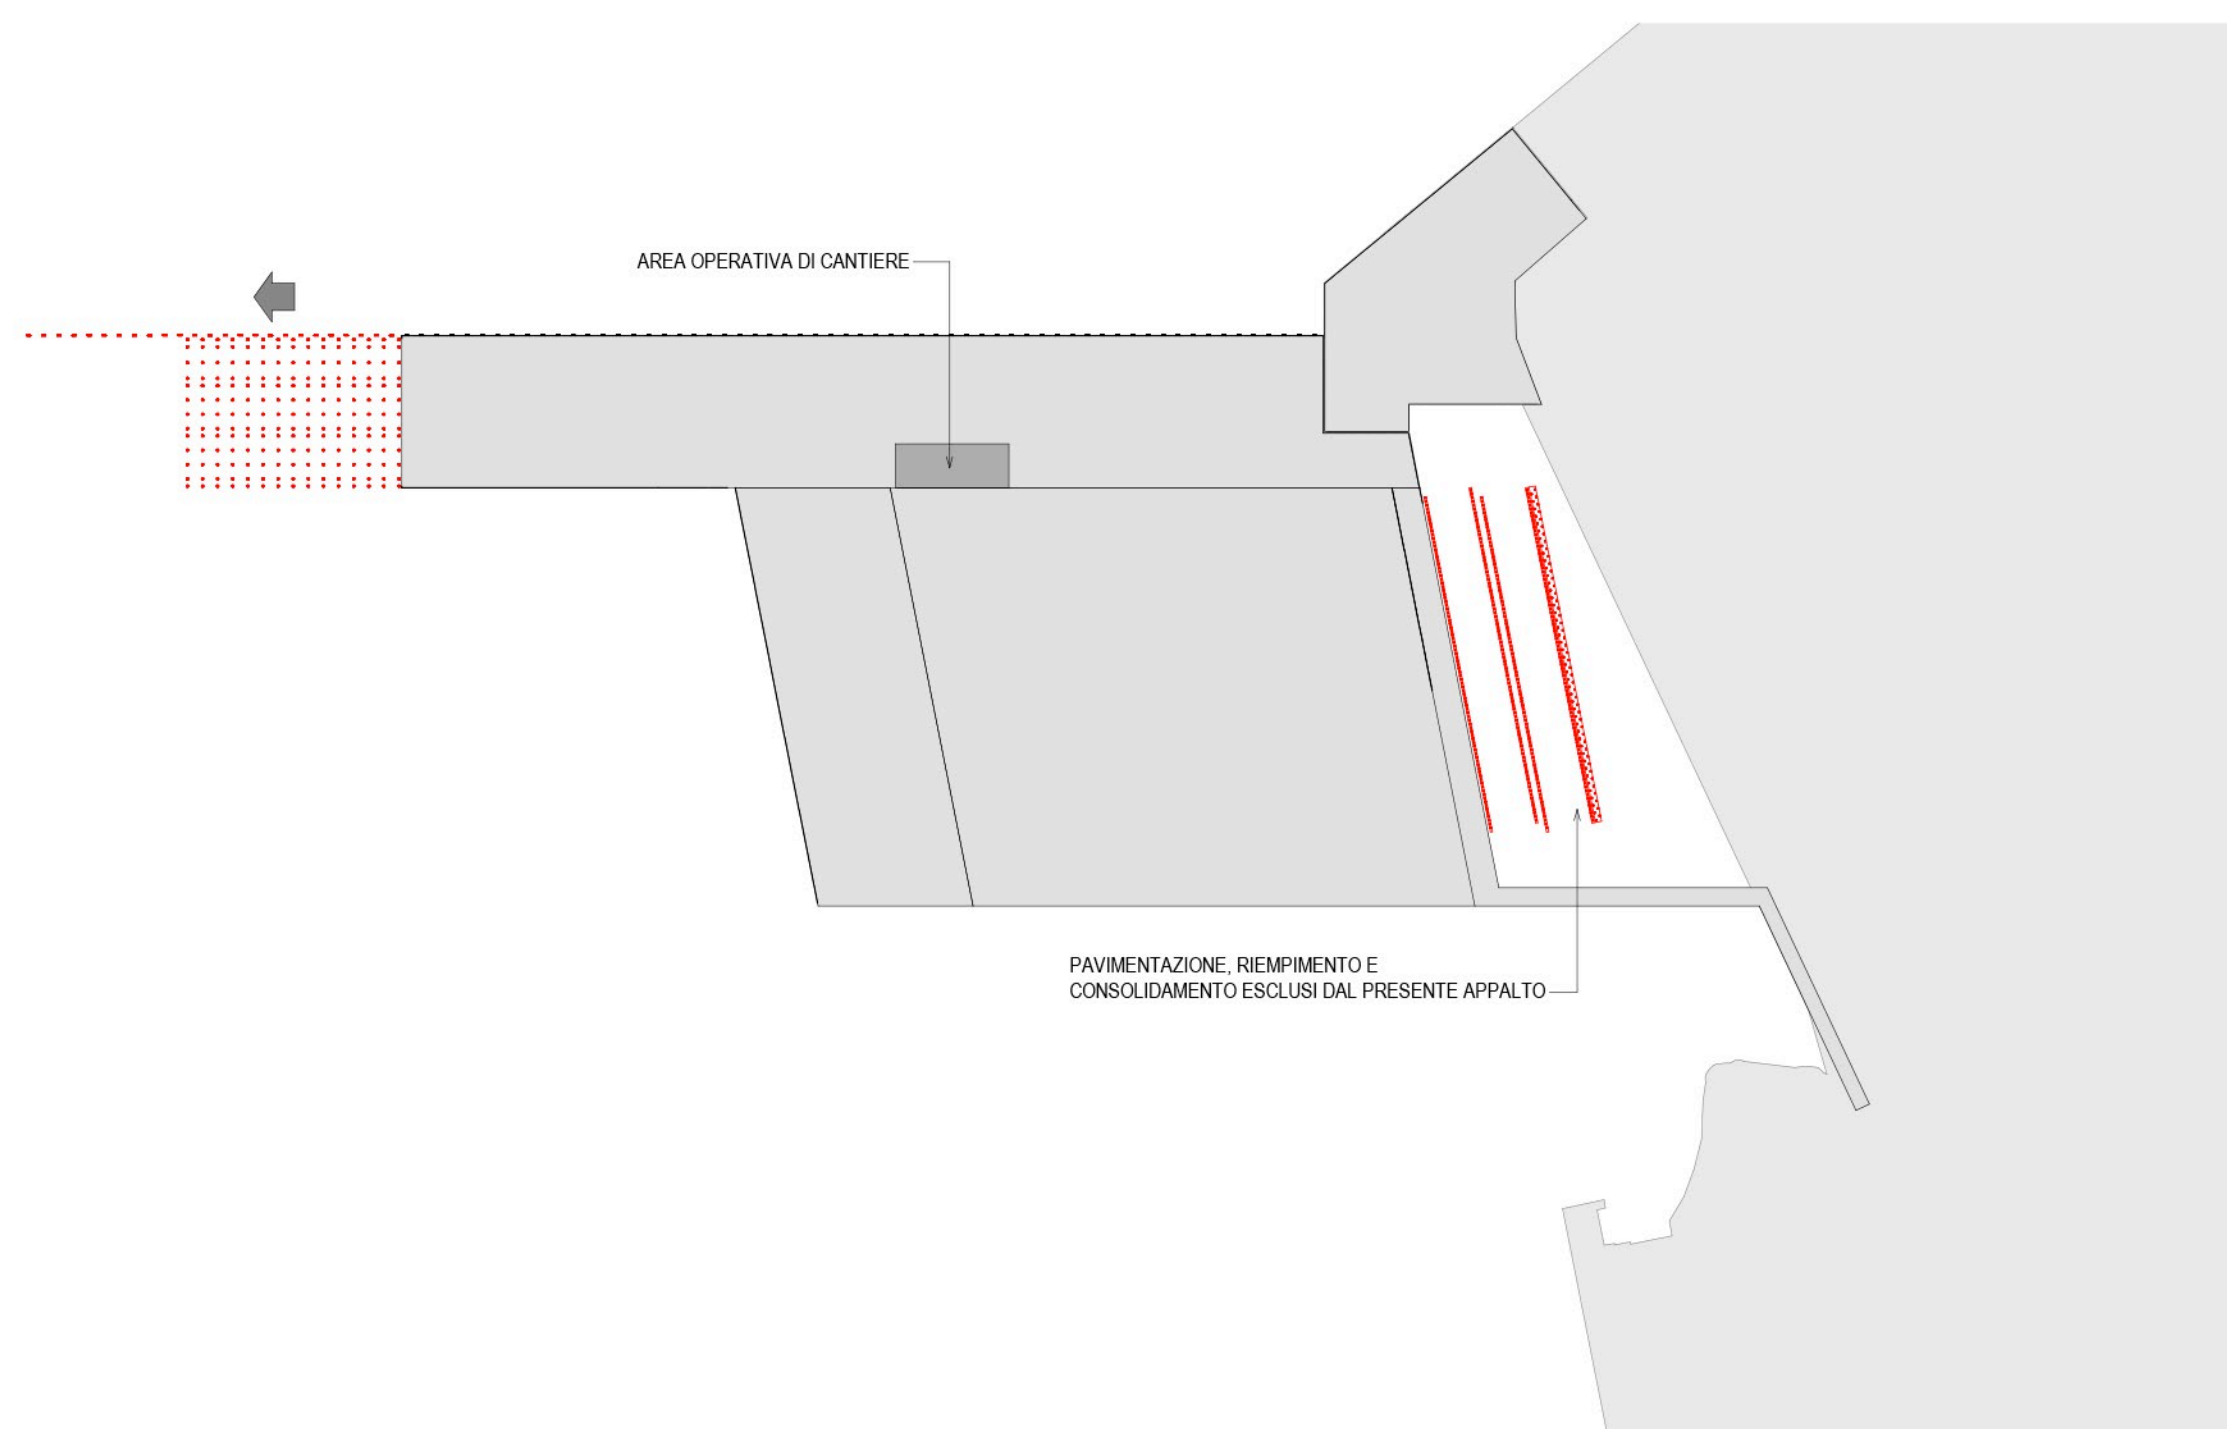 AREA OPERATIVA DI CANTIERE
PAVIMENTAZIONE, RIEMPIMENTO E
CONSOLIDAMENTO ESCLUSI DAL PRESENTE APPALTO